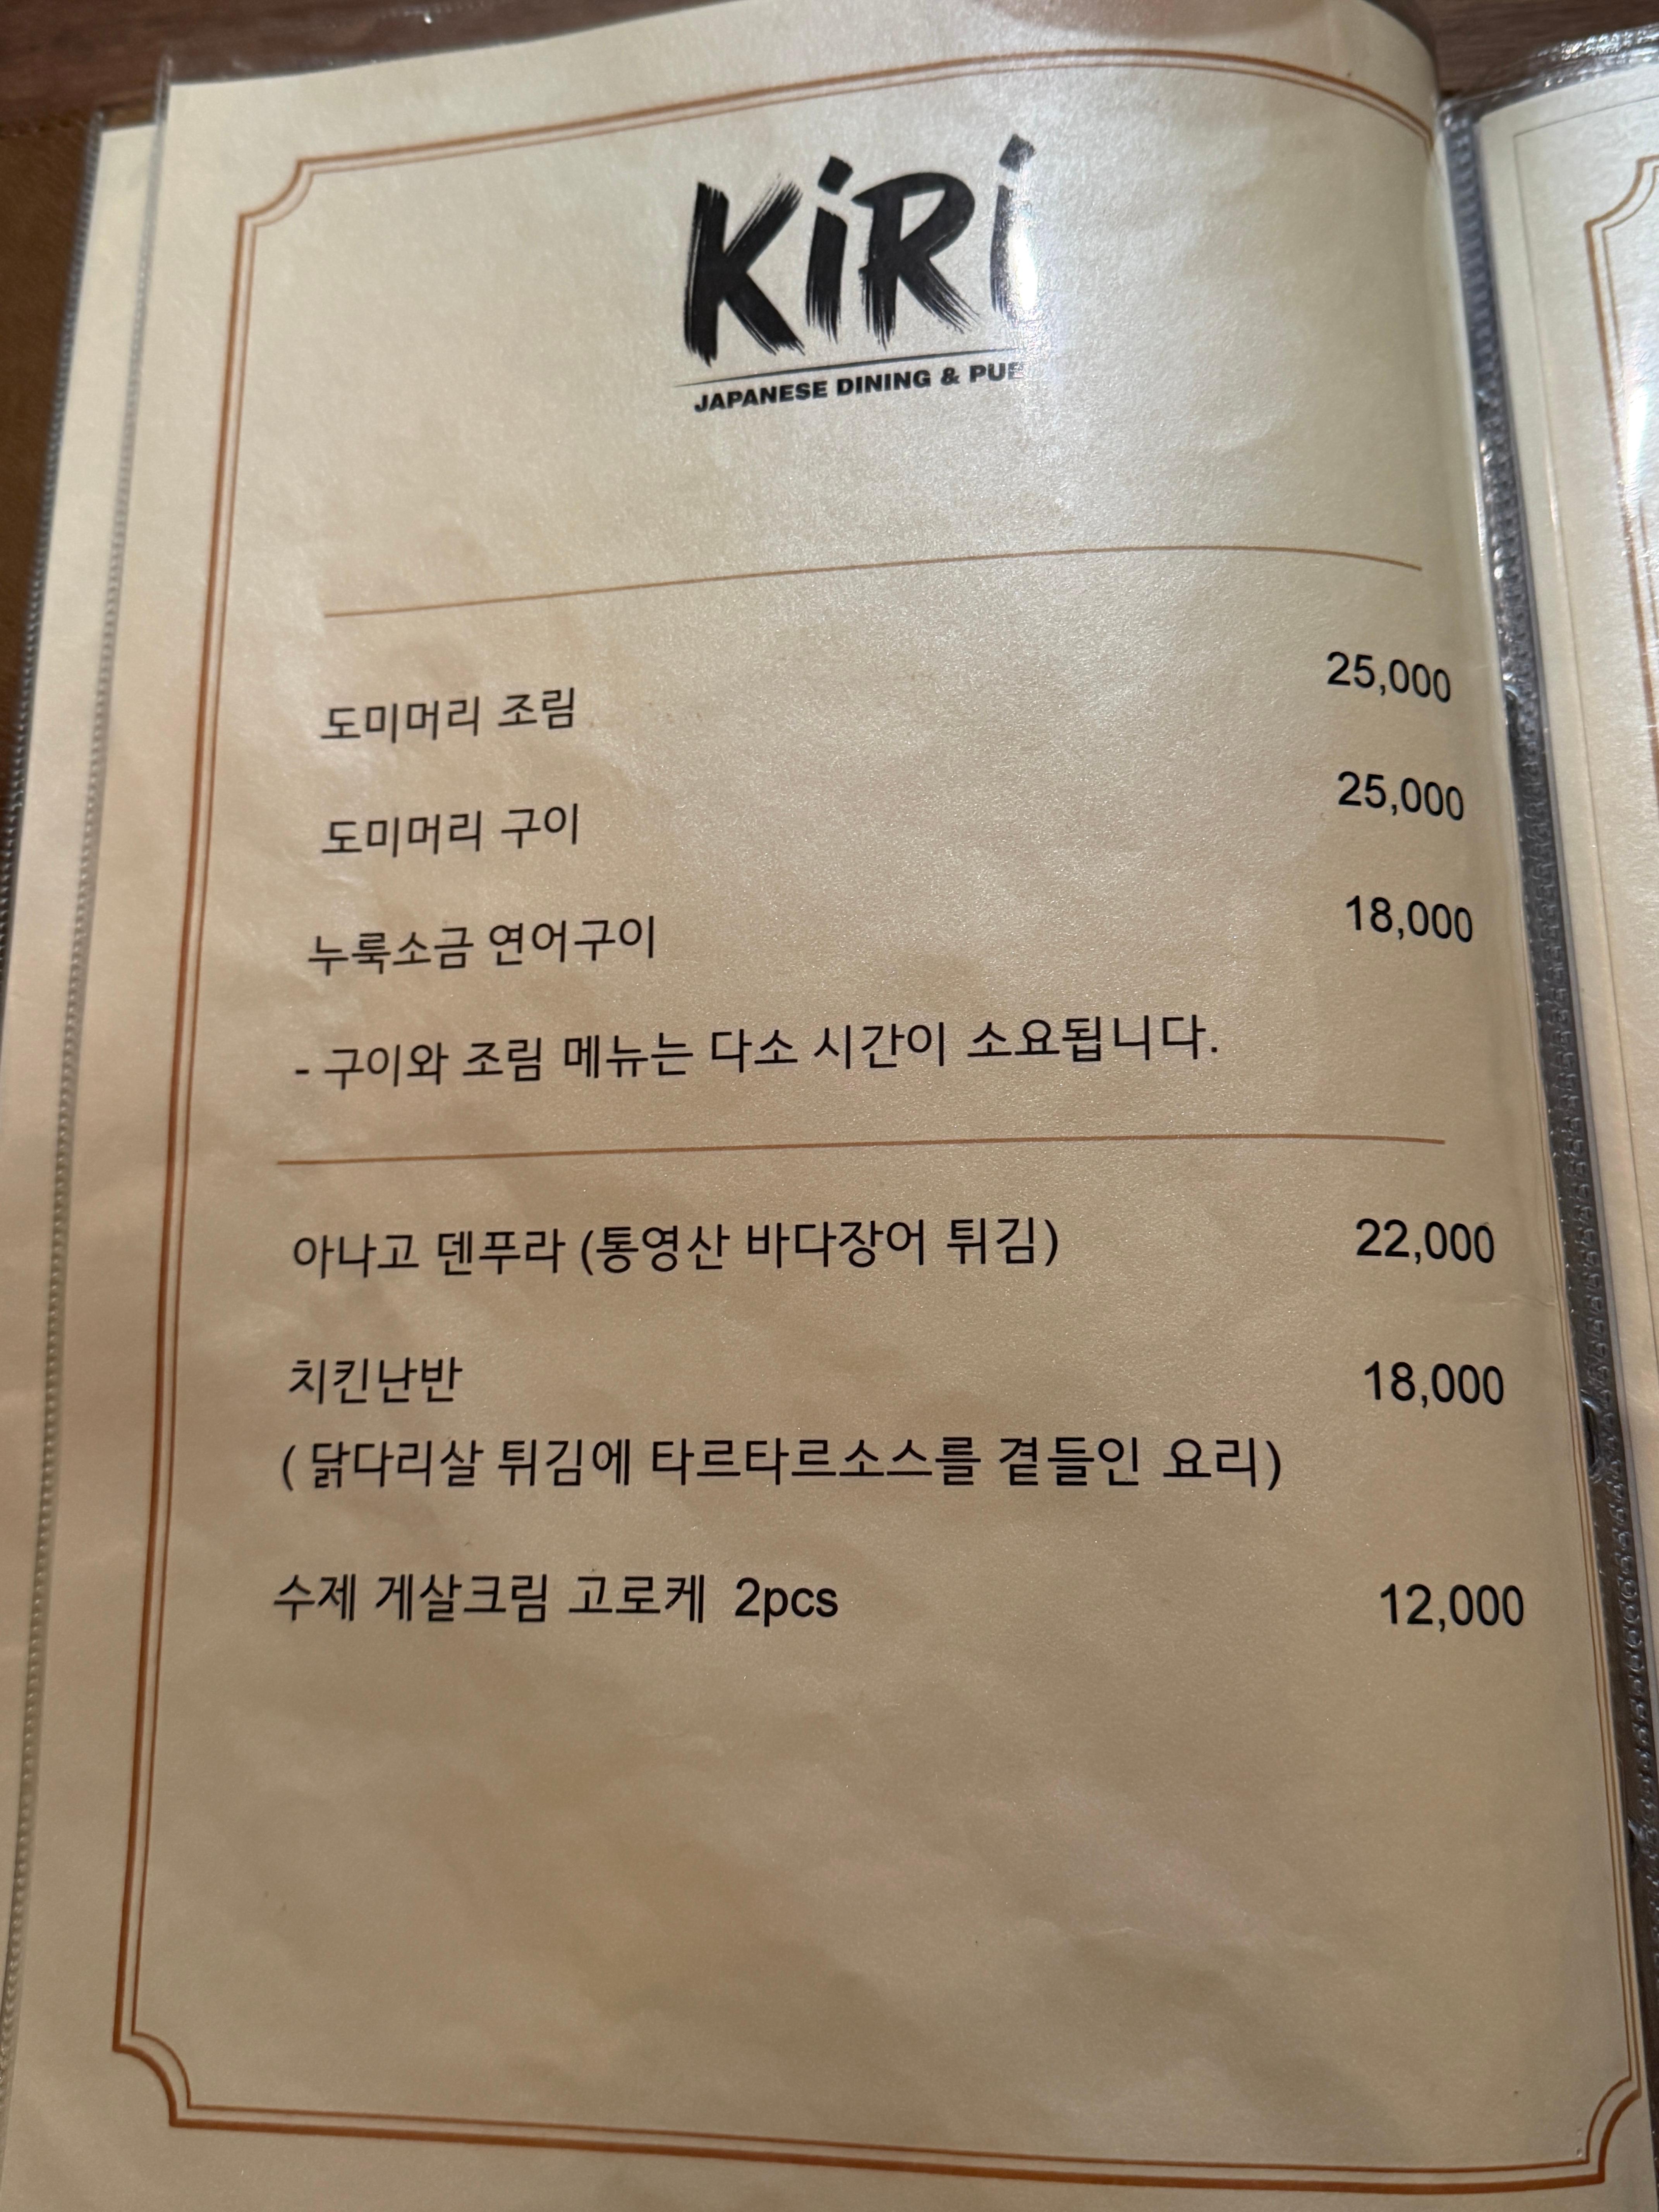 KiRi
JAPANESE DINING & PUB
도미머리 조림 25,000
도미머리 구이 25,000
누룩소금 연어구이 18,000
- 구이와 조림 메뉴는 다소 시간이 소요됩니다.
아나고 덴푸라 (통영산 바다장어 튀김) 22,000
치킨난반 18,000
( 닭다리살 튀김에 타르타르소스를 곁들인 요리)
수제 게살크림 고로케 2pcs 12,000